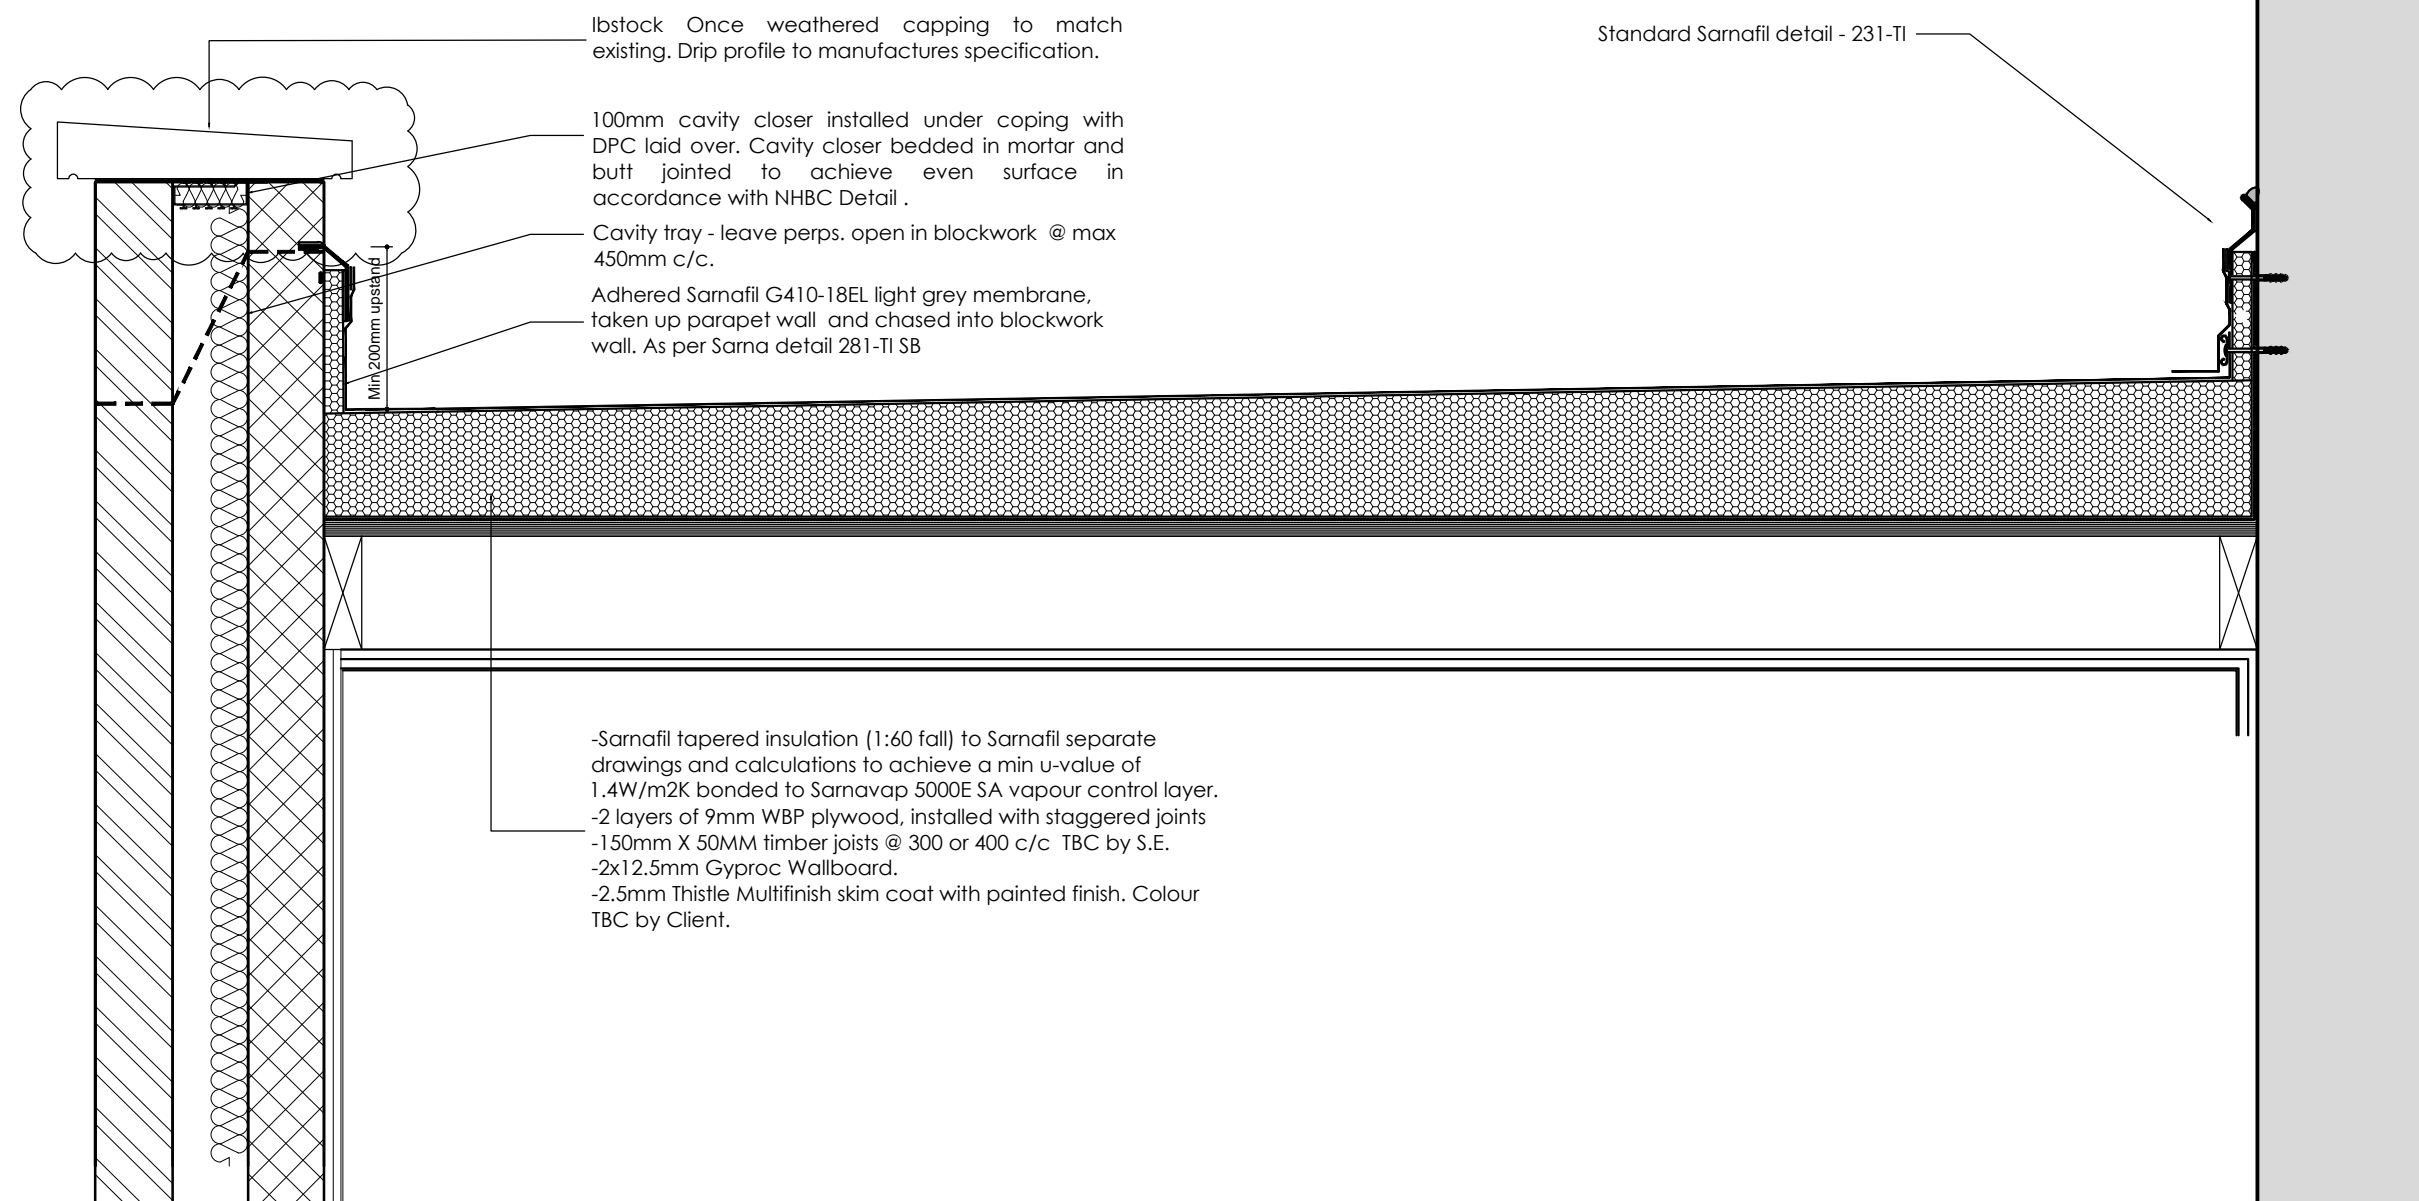 Ibstock Once weathered capping to match
existing. Drip profile to manufactures specification.
Standard Sarnafil detail - 231-TI
100mm cavity closer installed under coping with
DPC laid over. Cavity closer bedded in mortar and
butt jointed to achieve even surface in
accordance with NHBC Detail .
Cavity tray - leave perps. open in blockwork @ max
450mm c/c.
Adhered Sarnafil G410-18EL light grey membrane,
taken up parapet wall and chased into blockwork
wall. As per Sarna detail 281-TI SB
Min 200mm upstand
-Sarnafil tapered insulation (1:60 fall) to Sarnafil separate
drawings and calculations to achieve a min u-value of
1.4W/m2K bonded to Sarnavap 5000E SA vapour control layer.
-2 layers of 9mm WBP plywood, installed with staggered joints
-150mm X 50MM timber joists @ 300 or 400 c/c TBC by S.E.
-2x12.5mm Gyproc Wallboard.
-2.5mm Thistle Multifinish skim coat with painted finish. Colour
TBC by Client.